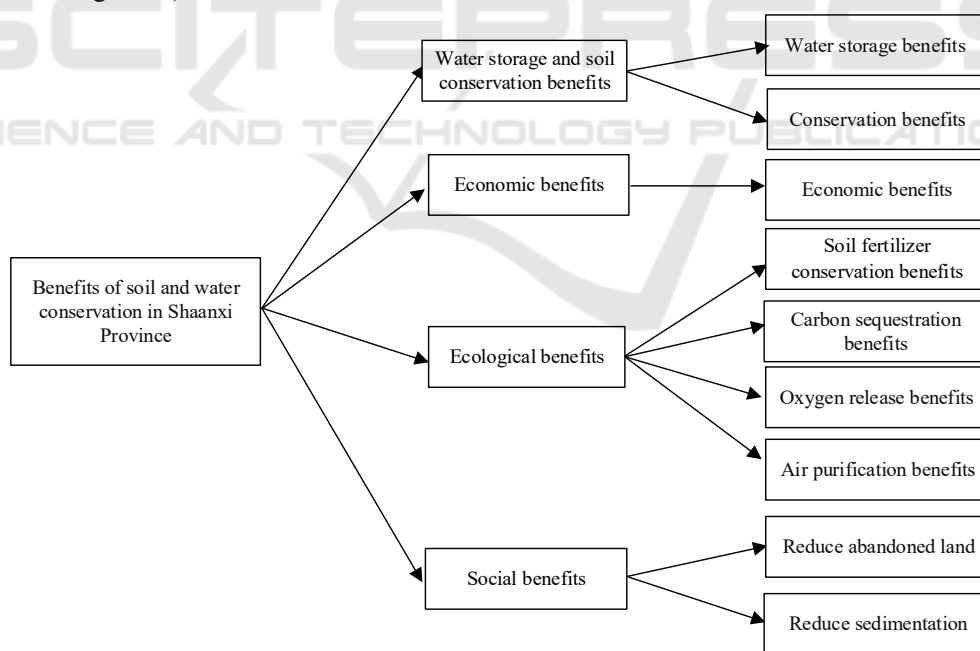 Water storage and soil
conservation benefits
Water storage benefits
Conservation benefits
Economic benefits
Economic benefits
Benefits of soil and water
conservation in Shaanxi
Province
Ecological benefits
Soil fertilizer
conservation benefits
Carbon sequestration
benefits
Oxygen release benefits
Air purification benefits
Social benefits
Reduce abandoned land
Reduce sedimentation